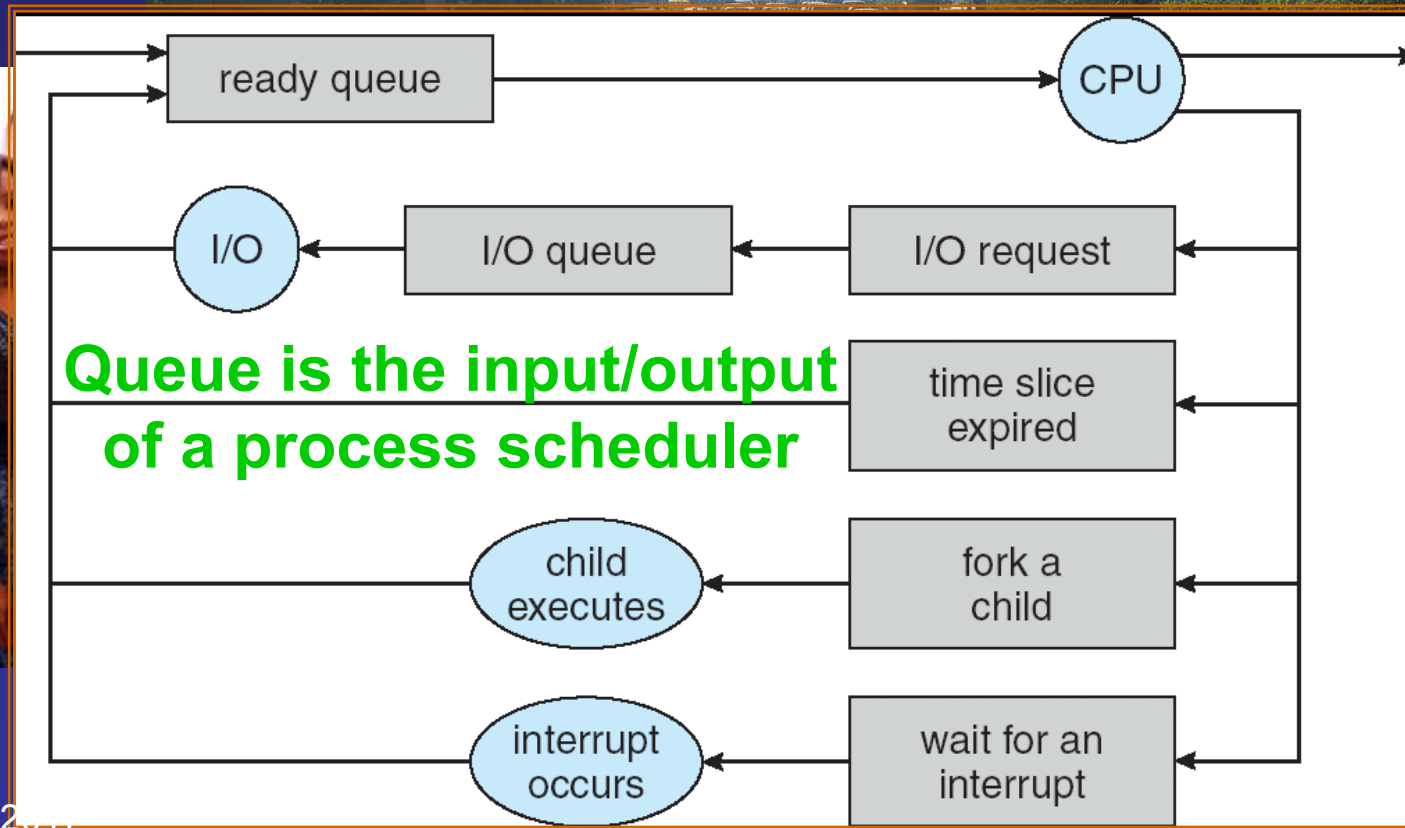 ready queue
CPU
I/O
I/O queue
I/O request
Queue is the input/output
of a process scheduler
time slice
expired
child
executes
fork a
child
interrupt
occurs
wait for an
interrupt